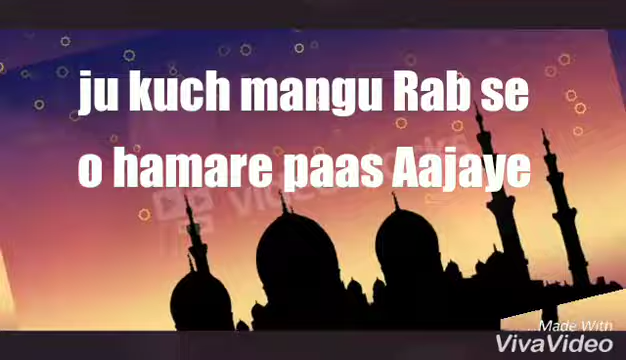 ju kuch mangu Rab se
o hamare paas Aajaye
Made With
VivaVideo